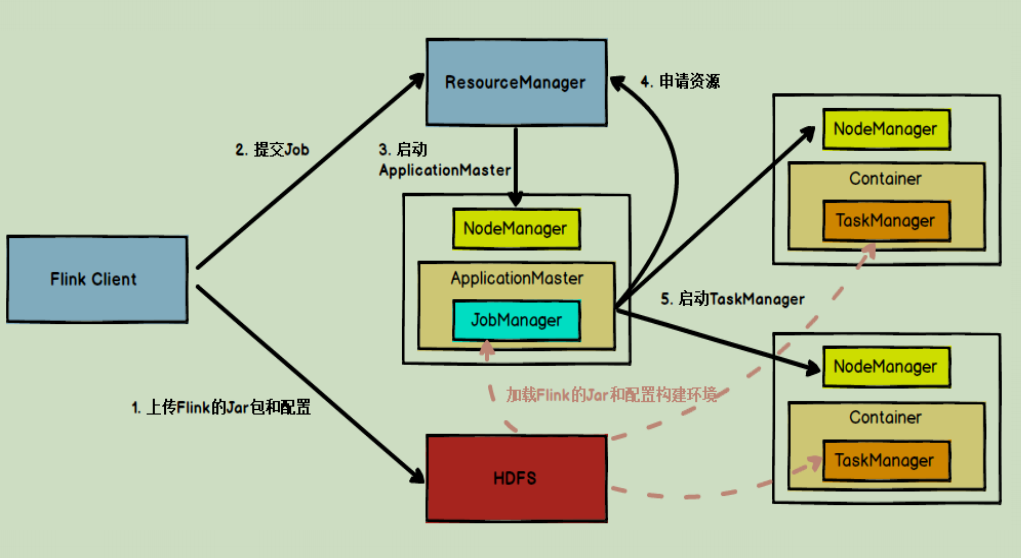 ResourceManager
4. 申请资源
NodeManager
2. 提交Job
3. 启动
ApplicationMaster
Container
TaskManager
NodeManager
Flink Client
ApplicationMaster
JobManager
5. 启动TaskManager
NodeManager
1. 上传Flink的Jar包和配置
加载Flink的Jar和配置构建环境
Container
TaskManager
HDFS